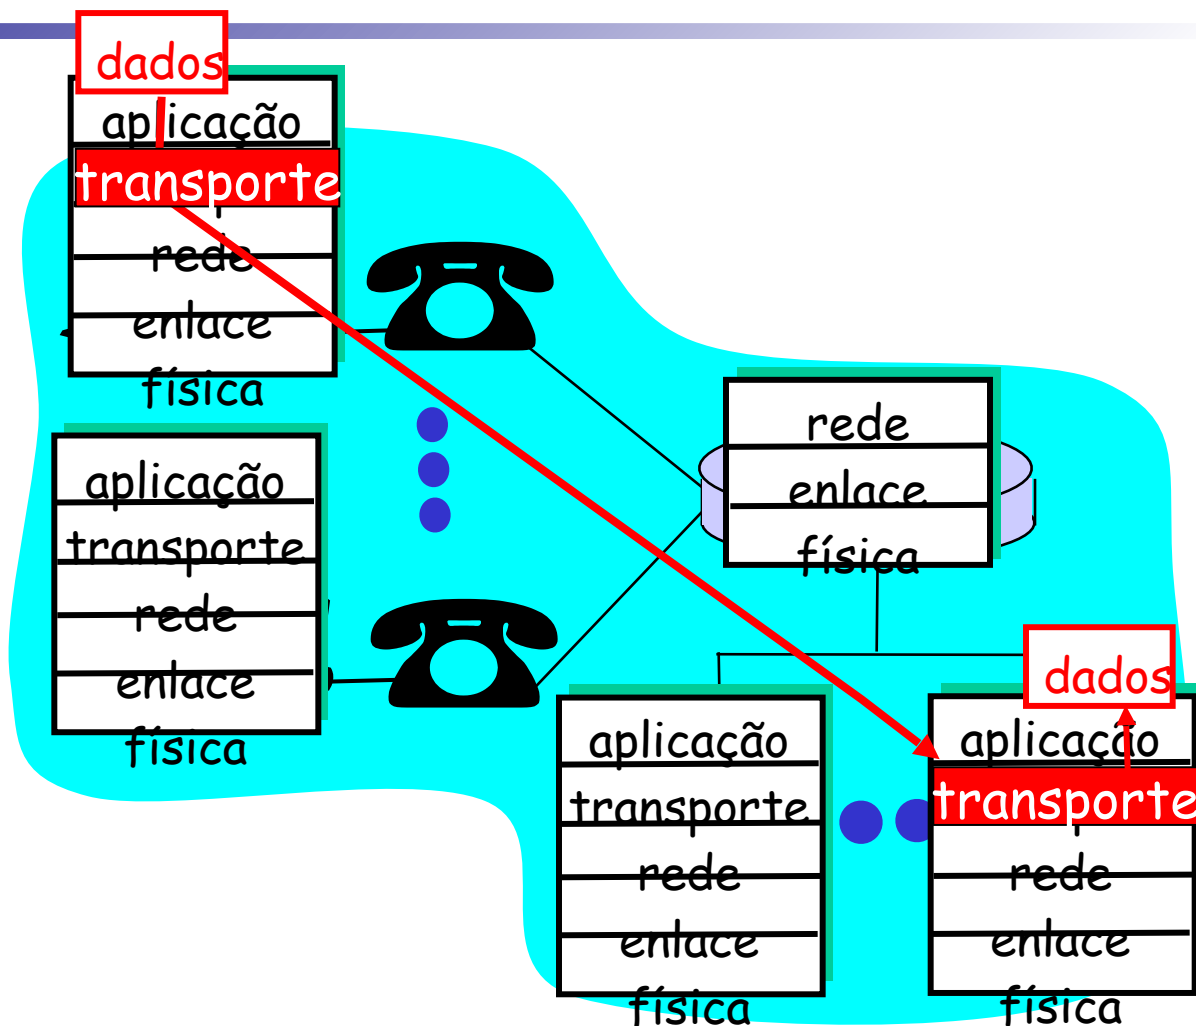 dados
aplicação
transporte
rede
enlace
física
aplicação
transporte
rede
enlace
física
rede
enlace
física
aplicação
transporte
rede
enlace
física
dados
aplicação
transporte
rede
enlace
física